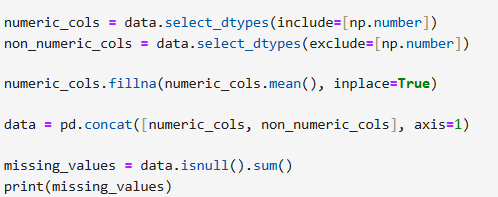 numeric_cols = data.select_dtypes(include=[np.number])
non_numeric_cols = data.select_dtypes(exclude=[np.number])
numeric_cols.fillna(numeric_cols.mean(), inplace=True)
data = pd.concat([numeric_cols, non_numeric_cols], axis=1)
missing_values = data.isnull().sum()
print(missing_values)